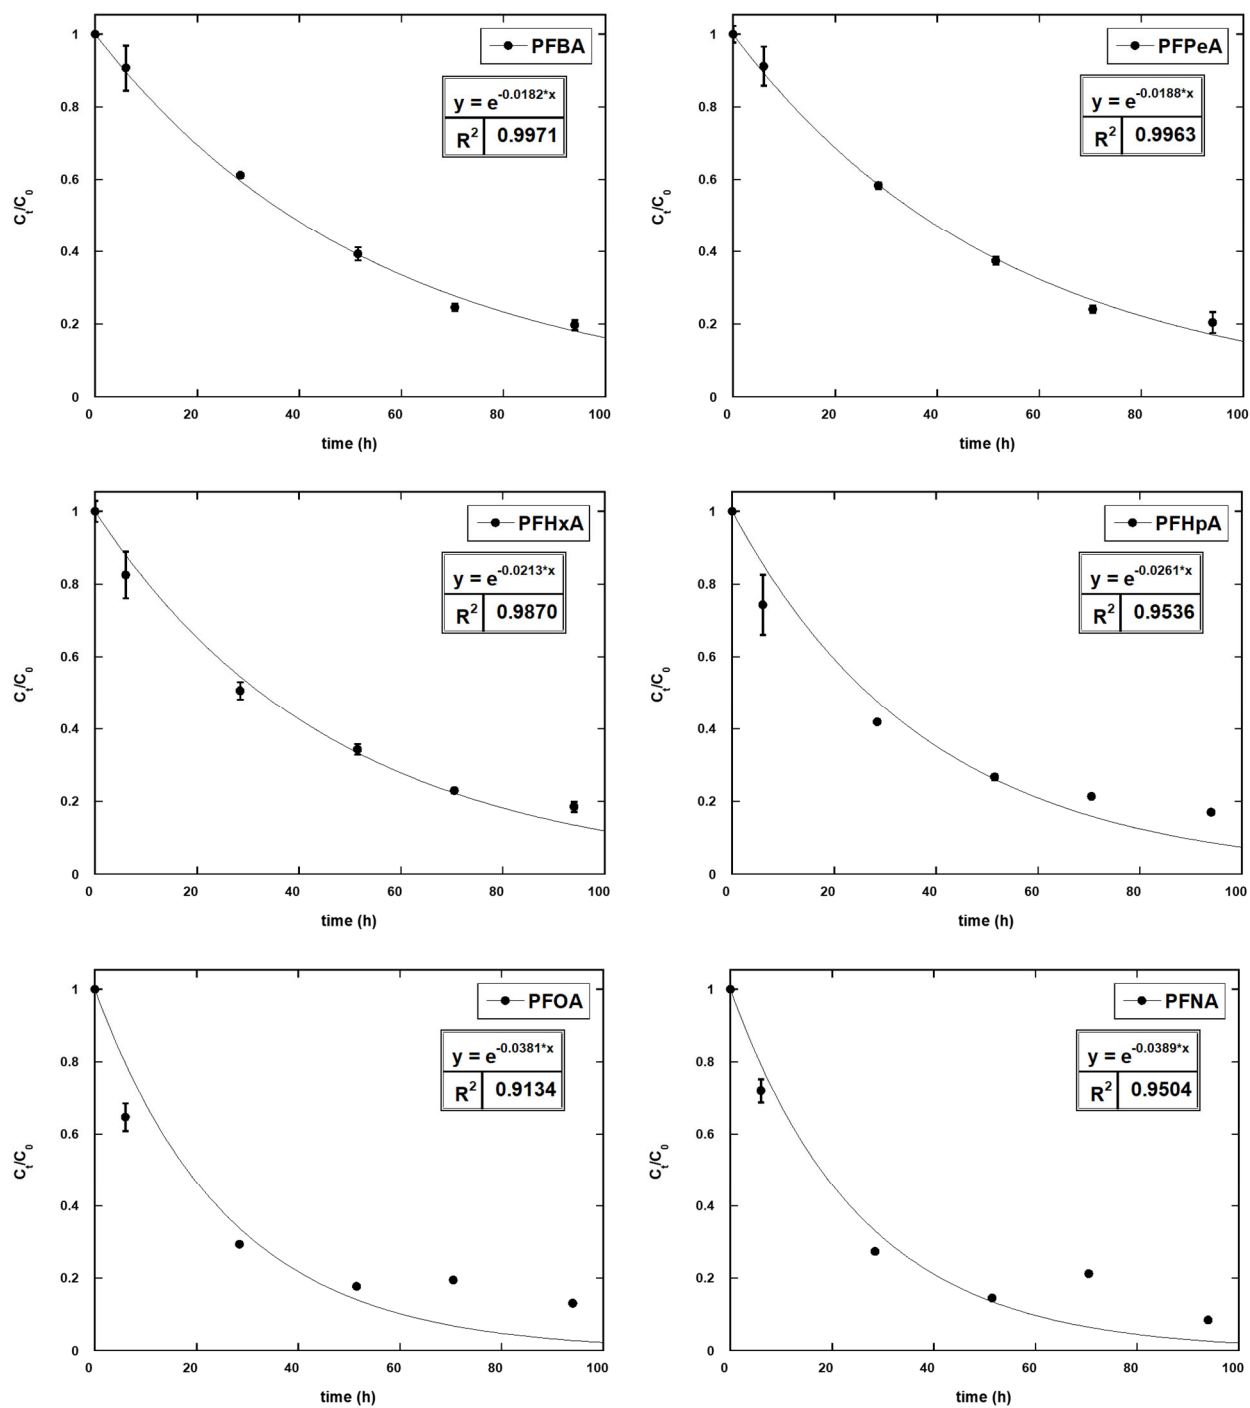 PFBA
y = e^-0.0182*x
R² 0.9971
1
0.8
0.6
0.4
0.2
0
C_t/C_0
0 20 40 60 80 100
time (h)
PFPeA
y = e^-0.0188*x
R² 0.9963
1
0.8
0.6
0.4
0.2
0
C_t/C_0
0 20 40 60 80 100
time (h)
PFHxA
y = e^-0.0213*x
R² 0.9870
1
0.8
0.6
0.4
0.2
0
C_t/C_0
0 20 40 60 80 100
time (h)
PFHpA
y = e^-0.0261*x
R² 0.9536
1
0.8
0.6
0.4
0.2
0
C_t/C_0
0 20 40 60 80 100
time (h)
PFOA
y = e^-0.0381*x
R² 0.9134
1
0.8
0.6
0.4
0.2
0
C_t/C_0
0 20 40 60 80 100
time (h)
PFNA
y = e^-0.0389*x
R² 0.9504
1
0.8
0.6
0.4
0.2
0
C_t/C_0
0 20 40 60 80 100
time (h)